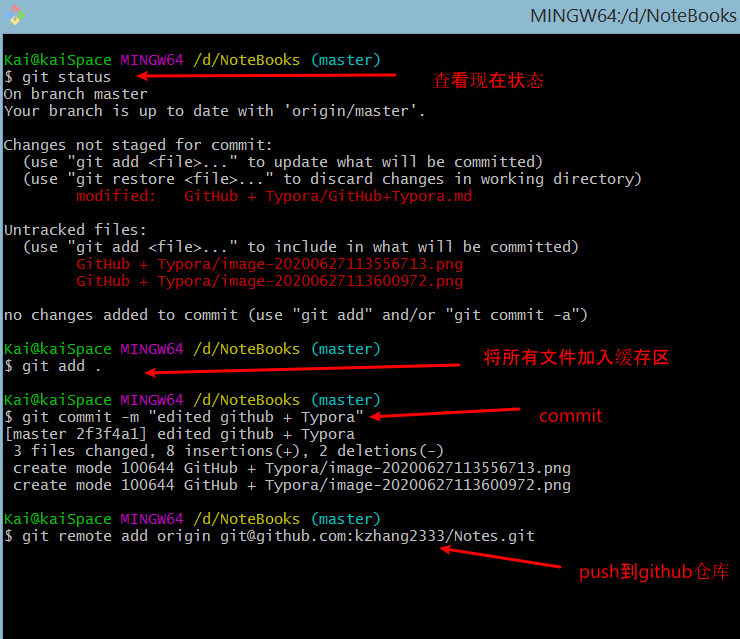 MINGW64:/d/NoteBooks
Kai@kaiSpace MINGW64 /d/NoteBooks (master)
$ git status
查看现在状态
On branch master
Your branch is up to date with 'origin/master'.
Changes not staged for commit:
(use "git add <file>..." to update what will be committed)
(use "git restore <file>..." to discard changes in working directory)
modified:   GitHub + Typora/GitHub+Typora.md
Untracked files:
(use "git add <file>..." to include in what will be committed)
GitHub + Typora/image-20200627113556713.png
GitHub + Typora/image-20200627113600972.png
no changes added to commit (use "git add" and/or "git commit -a")
Kai@kaiSpace MINGW64 /d/NoteBooks (master)
$ git add .
将所有文件加入缓存区
Kai@kaiSpace MINGW64 /d/NoteBooks (master)
$ git commit -m "edited github + Typora"
commit
[master 2f3f4a1] edited github + Typora
3 files changed, 8 insertions(+), 2 deletions(-)
create mode 100644 GitHub + Typora/image-20200627113556713.png
create mode 100644 GitHub + Typora/image-20200627113600972.png
Kai@kaiSpace MINGW64 /d/NoteBooks (master)
$ git remote add origin git@github.com:kzhang2333/Notes.git
push到github仓库